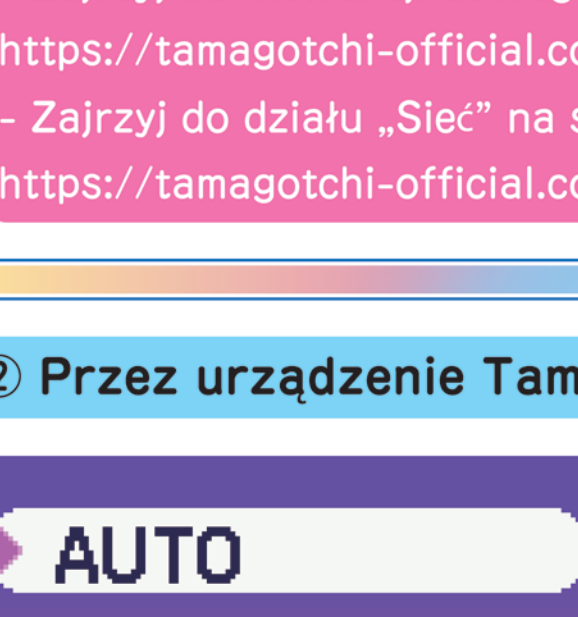 https://tamagotchi-official.co
- Zajrzyj do działu „Sieć” na s
https://tamagotchi-official.co
② Przez urządzenie Tam
AUTO